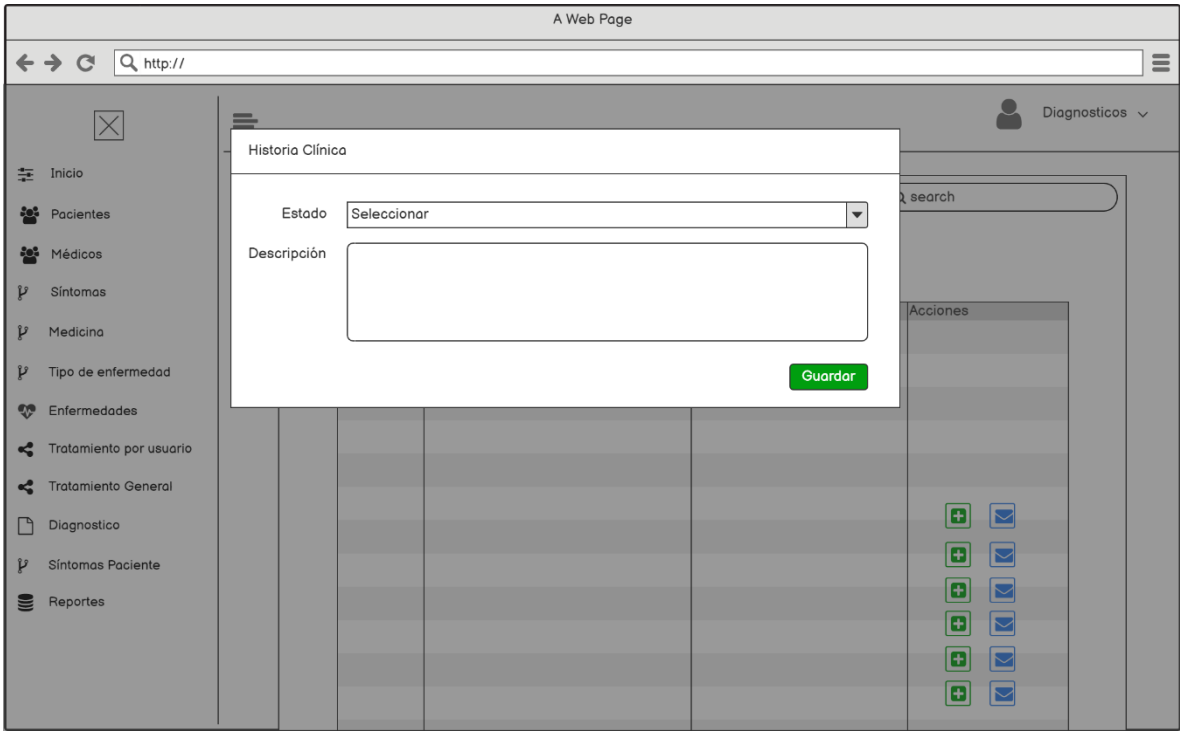 A Web Page
http://
Diagnosticos
Historia Clínica
Inicio
Estado
Seleccionar
search
Pacientes
Médicos
Descripción
Síntomas
Acciones
Medicina
Tipo de enfermedad
Guardar
Enfermedades
Tratamiento por usuario
Tratamiento General
Diagnostico
Síntomas Paciente
Reportes